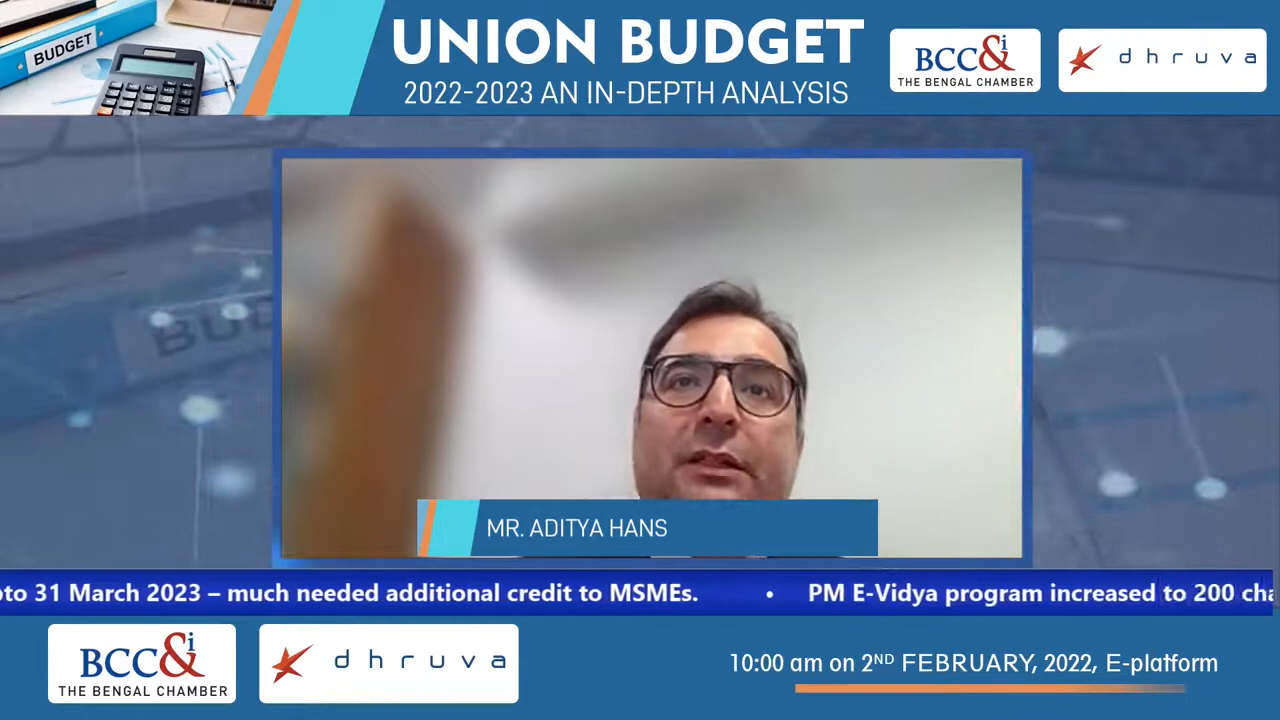 BUDGET
UNION BUDGET
2022-2023 AN IN-DEPTH ANALYSIS
BCC&i
THE BENGAL CHAMBER
dhruva
BUD
MR. ADITYA HANS
to 31 March 2023 – much needed additional credit to MSMEs. • PM E-Vidya program increased to 200
BCC&i
THE BENGAL CHAMBER
dhruva
10:00 am on 2ND FEBRUARY, 2022, E-platform